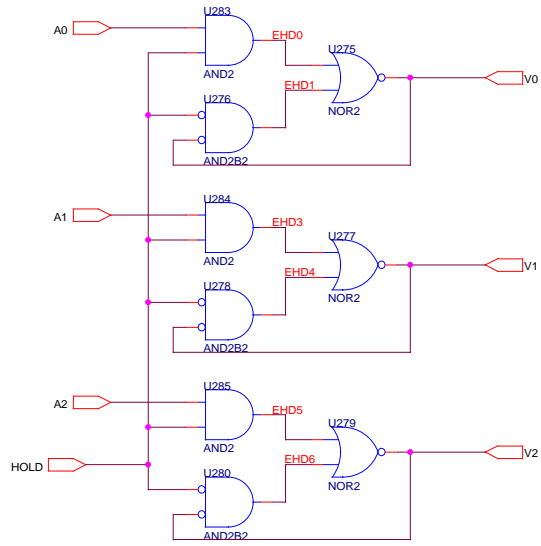 U283
A0
EHD0
U275
AND2
V0
U276
EHD1
NOR2
AND2B2
U284
A1
EHD3
U277
AND2
V1
U278
EHD4
NOR2
AND2B2
U285
A2
EHD5
U279
AND2
V2
HOLD
U280
EHD6
NOR2
AND2B2